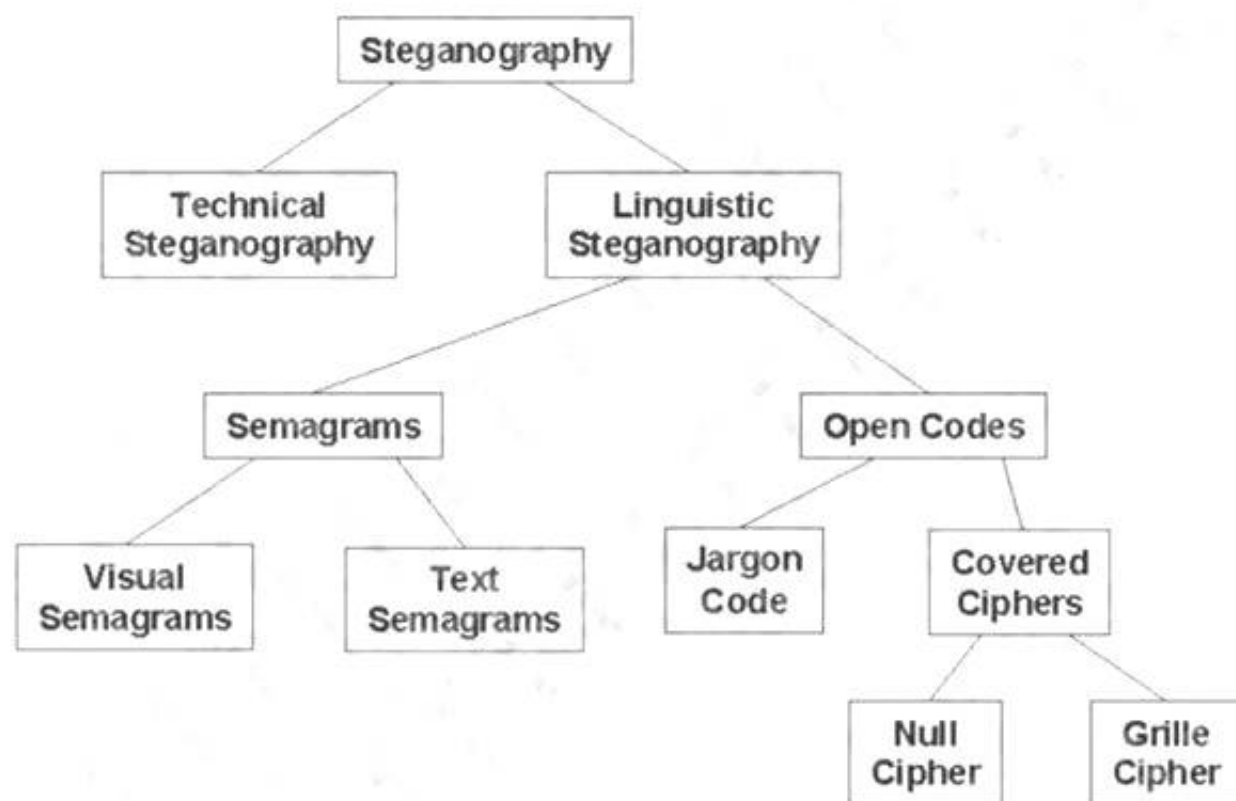 Steganography
Technical
Steganography
Linguistic
Steganography
Semagrams
Open Codes
Visual
Semagrams
Text
Semagrams
Jargon
Code
Covered
Ciphers
Null
Cipher
Grille
Cipher